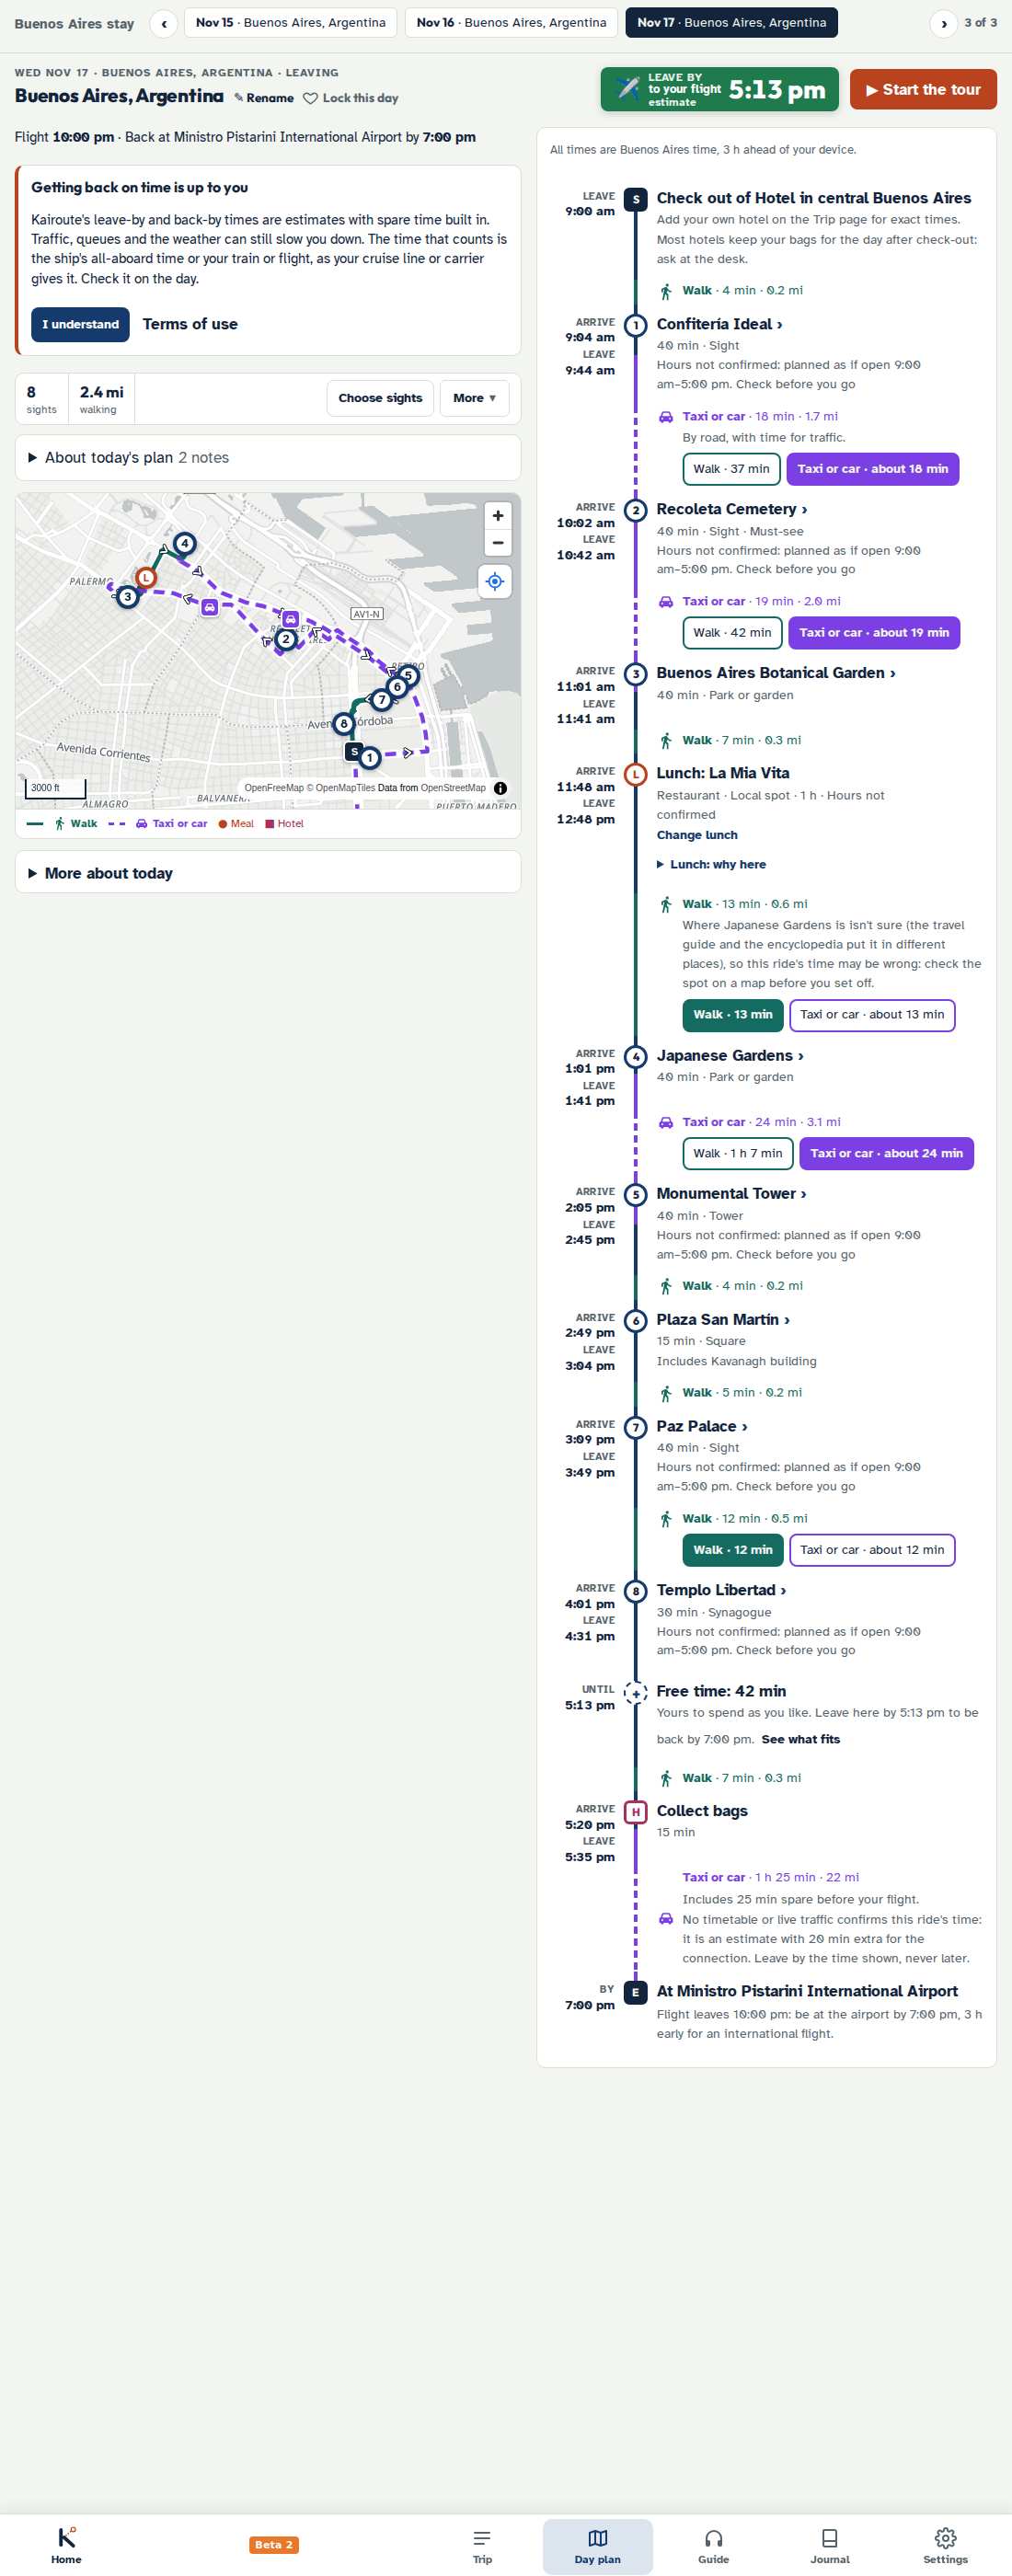 Buenos Aires stay
‹
Nov 15 · Buenos Aires, Argentina
Nov 16 · Buenos Aires, Argentina
Nov 17 · Buenos Aires, Argentina
›
3 of 3
WED NOV 17 · BUENOS AIRES, ARGENTINA · LEAVING
Buenos Aires, Argentina
✎ Rename
Lock this day
LEAVE BY
to your flight
estimate
5:13 pm
▶ Start the tour
Flight 10:00 pm · Back at Ministro Pistarini International Airport by 7:00 pm
Getting back on time is up to you
Kairoute's leave-by and back-by times are estimates with spare time built in.
Traffic, queues and the weather can still slow you down. The time that counts is
the ship's all-aboard time or your train or flight, as your cruise line or carrier
gives it. Check it on the day.
I understand
Terms of use
8
sights
2.4 mi
walking
Choose sights
More ▼
▶ About today's plan 2 notes
+
−
PALERMO
4
L
3
AV1-N
2
RETIRO
5
6
7
8
Avenida Córdoba
S
1
Avenida Corrientes
3000 ft
ALMAGRO
BALVANERA
PUERTO MADERO
OpenFreeMap © OpenMapTiles Data from OpenStreetMap
Walk
Taxi or car
Meal
Hotel
▶ More about today
All times are Buenos Aires time, 3 h ahead of your device.
LEAVE
9:00 am
S
Check out of Hotel in central Buenos Aires
Add your own hotel on the Trip page for exact times.
Most hotels keep your bags for the day after check-out:
ask at the desk.
Walk · 4 min · 0.2 mi
ARRIVE
9:04 am
LEAVE
9:44 am
1
Confitería Ideal ›
40 min · Sight
Hours not confirmed: planned as if open 9:00
am–5:00 pm. Check before you go
Taxi or car · 18 min · 1.7 mi
By road, with time for traffic.
Walk · 37 min
Taxi or car · about 18 min
ARRIVE
10:02 am
LEAVE
10:42 am
2
Recoleta Cemetery ›
40 min · Sight · Must-see
Hours not confirmed: planned as if open 9:00
am–5:00 pm. Check before you go
Taxi or car · 19 min · 2.0 mi
Walk · 42 min
Taxi or car · about 19 min
ARRIVE
11:01 am
LEAVE
11:41 am
3
Buenos Aires Botanical Garden ›
40 min · Park or garden
Walk · 7 min · 0.3 mi
ARRIVE
11:48 am
LEAVE
12:48 pm
L
Lunch: La Mia Vita
Restaurant · Local spot · 1 h · Hours not
confirmed
Change lunch
▶ Lunch: why here
Walk · 13 min · 0.6 mi
Where Japanese Gardens is isn't sure (the travel
guide and the encyclopedia put it in different
places), so this ride's time may be wrong: check the
spot on a map before you set off.
Walk · 13 min
Taxi or car · about 13 min
ARRIVE
1:01 pm
LEAVE
1:41 pm
4
Japanese Gardens ›
40 min · Park or garden
Taxi or car · 24 min · 3.1 mi
Walk · 1 h 7 min
Taxi or car · about 24 min
ARRIVE
2:05 pm
LEAVE
2:45 pm
5
Monumental Tower ›
40 min · Tower
Hours not confirmed: planned as if open 9:00
am–5:00 pm. Check before you go
Walk · 4 min · 0.2 mi
ARRIVE
2:49 pm
LEAVE
3:04 pm
6
Plaza San Martín ›
15 min · Square
Includes Kavanagh building
Walk · 5 min · 0.2 mi
ARRIVE
3:09 pm
LEAVE
3:49 pm
7
Paz Palace ›
40 min · Sight
Hours not confirmed: planned as if open 9:00
am–5:00 pm. Check before you go
Walk · 12 min · 0.5 mi
Walk · 12 min
Taxi or car · about 12 min
ARRIVE
4:01 pm
LEAVE
4:31 pm
8
Templo Libertad ›
30 min · Synagogue
Hours not confirmed: planned as if open 9:00
am–5:00 pm. Check before you go
UNTIL
5:13 pm
+
Free time: 42 min
Yours to spend as you like. Leave here by 5:13 pm to be
back by 7:00 pm. See what fits
Walk · 7 min · 0.3 mi
ARRIVE
5:20 pm
LEAVE
5:35 pm
H
Collect bags
15 min
Taxi or car · 1 h 25 min · 22 mi
Includes 25 min spare before your flight.
No timetable or live traffic confirms this ride's time:
it is an estimate with 20 min extra for the
connection. Leave by the time shown, never later.
BY
7:00 pm
E
At Ministro Pistarini International Airport
Flight leaves 10:00 pm: be at the airport by 7:00 pm, 3 h
early for an international flight.
Home
Beta 2
Trip
Day plan
Guide
Journal
Settings